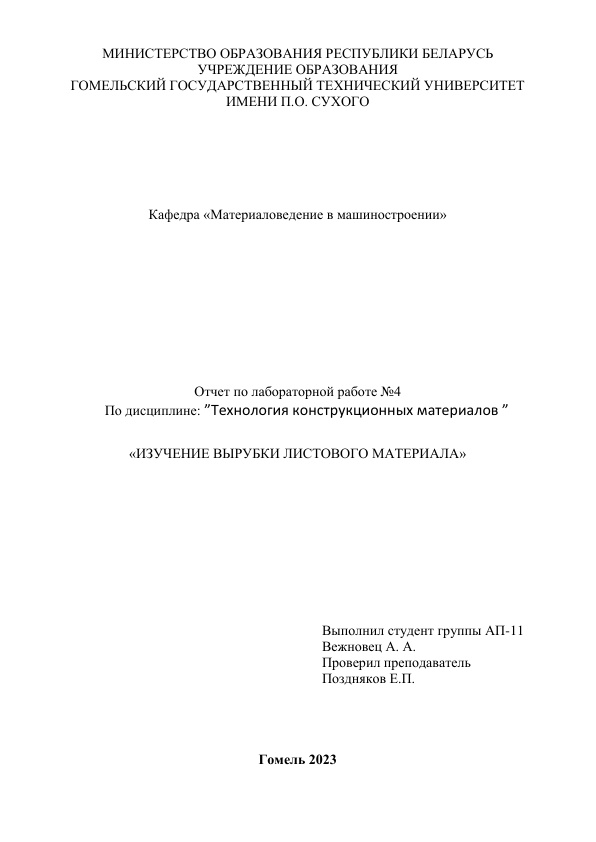 МИНИСТЕРСТВО ОБРАЗОВАНИЯ РЕСПУБЛИКИ БЕЛАРУСЬ
УЧРЕЖДЕНИЕ ОБРАЗОВАНИЯ
ГОМЕЛЬСКИЙ ГОСУДАРСТВЕННЫЙ ТЕХНИЧЕСКИЙ УНИВЕРСИТЕТ
ИМЕНИ П.О. СУХОГО
Кафедра «Материаловедение в машиностроении»
Отчет по лабораторной работе №4
По дисциплине: ”Технология конструкционных материалов ”
«ИЗУЧЕНИЕ ВЫРУБКИ ЛИСТОВОГО МАТЕРИАЛА»
Выполнил студент группы АП-11
Вежновец А. А.
Проверил преподаватель
Поздняков Е.П.
Гомель 2023